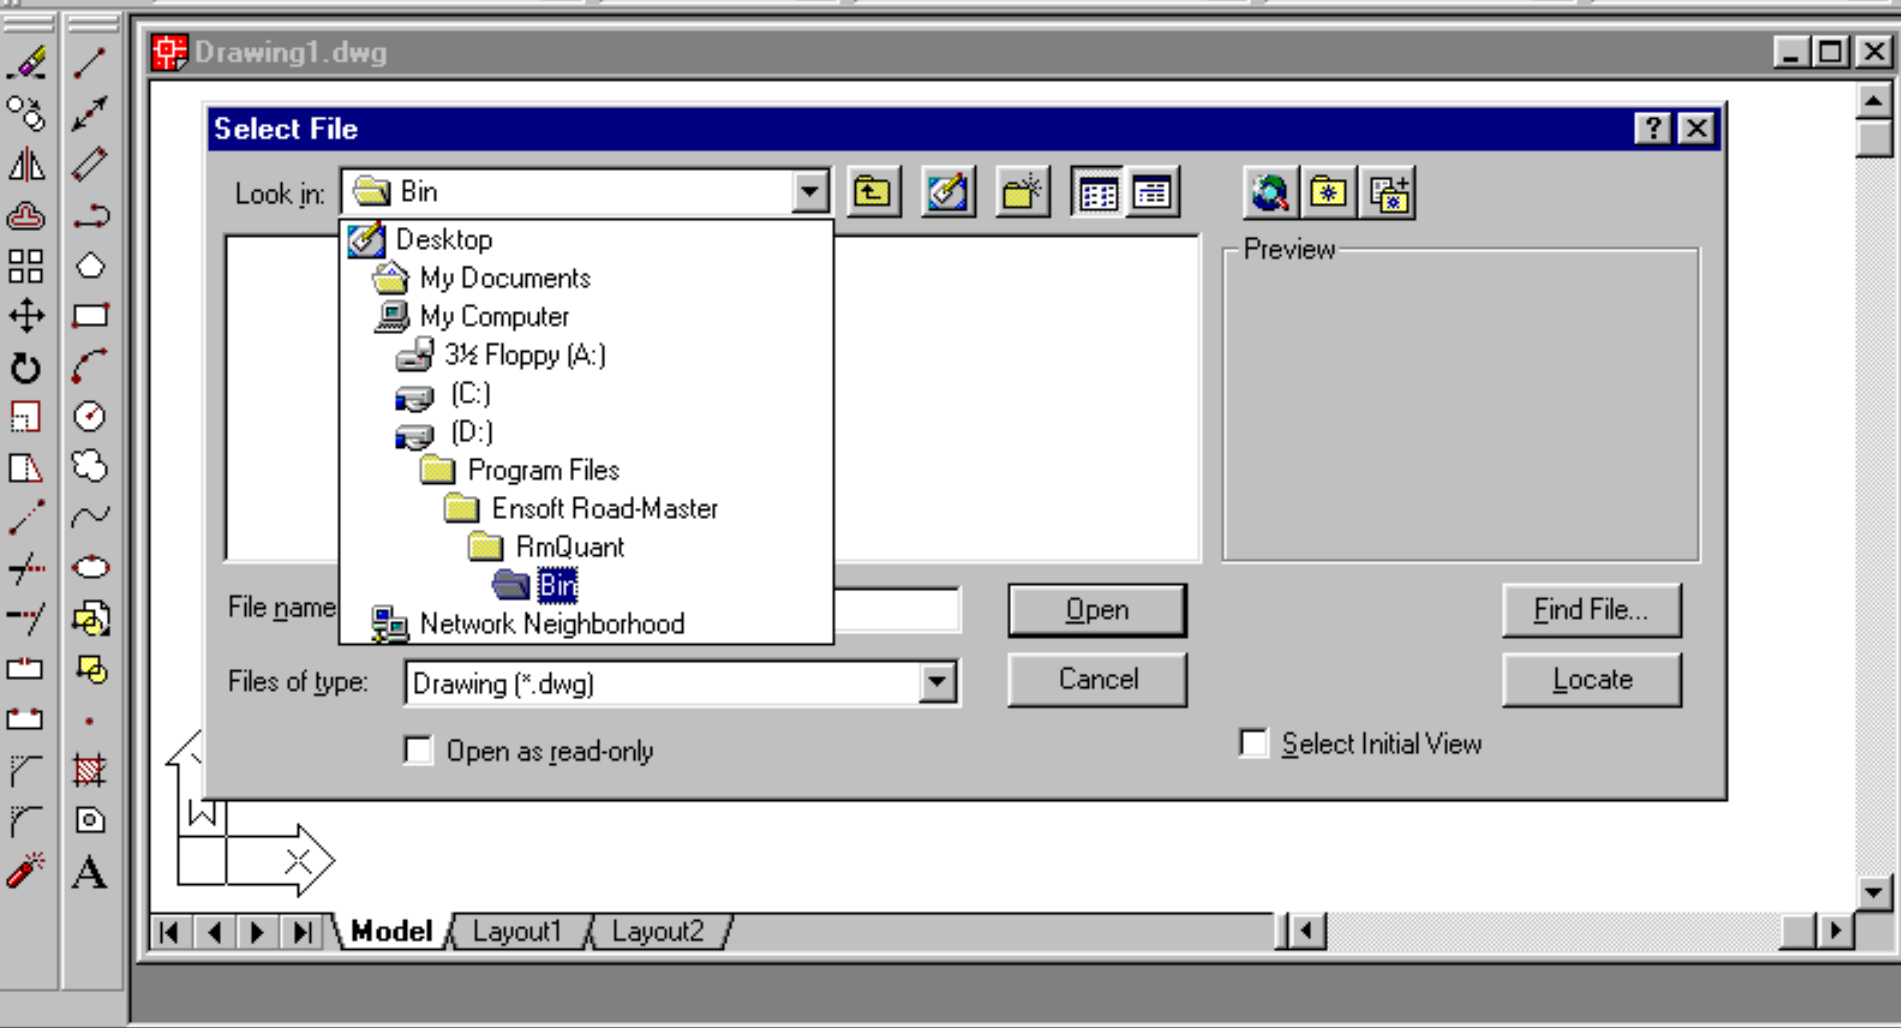 Drawing1.dwg
Select File
Look in: Bin
Desktop
Preview
My Documents
My Computer
3½ Floppy (A:)
(C:)
(D:)
Program Files
Ensoft Road-Master
RmQuant
Bin
File name
Open
Find File...
Network Neighborhood
Files of type: Drawing (*.dwg)
Cancel
Locate
Open as read-only
Select Initial View
W
X
A
Model
Layout1
Layout2